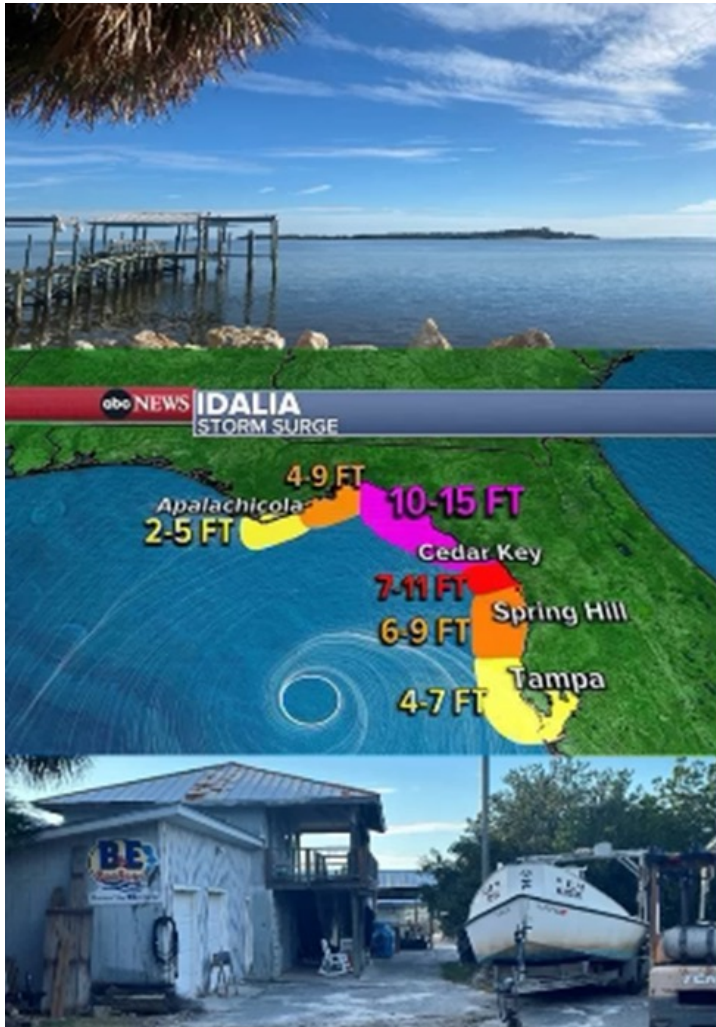 abc NEWS
IDALIA
STORM SURGE
4-9 FT
Apalachicola
10-15 FT
2-5 FT
Cedar Key
7-11 FT
Spring Hill
6-9 FT
Tampa
4-7 FT
B&E